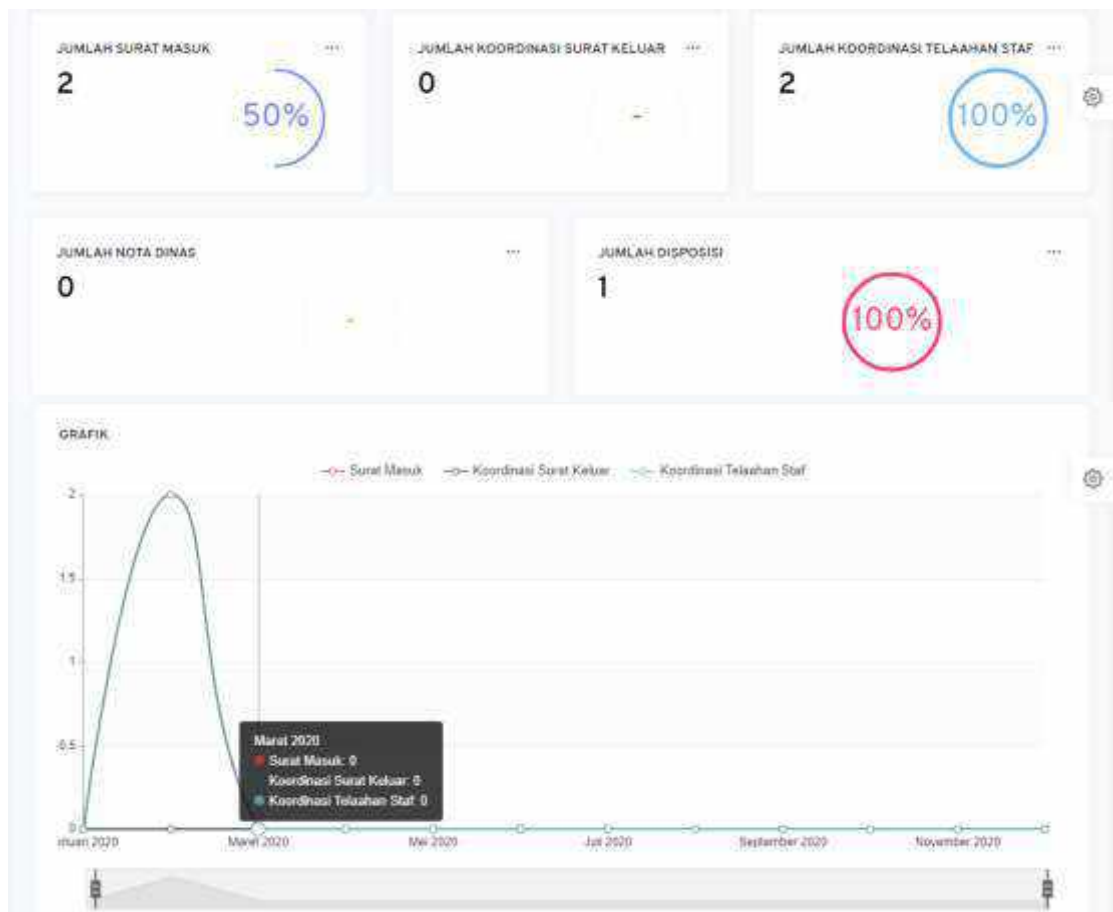 JUMLAH SURAT MASUK ...
2
50%
JUMLAH KOORDINASI SURAT KELUAR ...
0
-
JUMLAH KOORDINASI TELAAHAN STAF ...
2
100%
JUMLAH NOTA DINAS ...
0
-
JUMLAH DISPOSISI ...
1
100%
GRAFIK
Surat Masuk Koordinasi Surat Keluar Koordinasi Telaahan Staf
2
1.5
1
0.5
0
Maret 2020
Surat Masuk: 0
Koordinasi Surat Keluar: 0
Koordinasi Telaahan Staf: 0
nuari 2020 Maret 2020 Mei 2020 Juli 2020 September 2020 November 2020